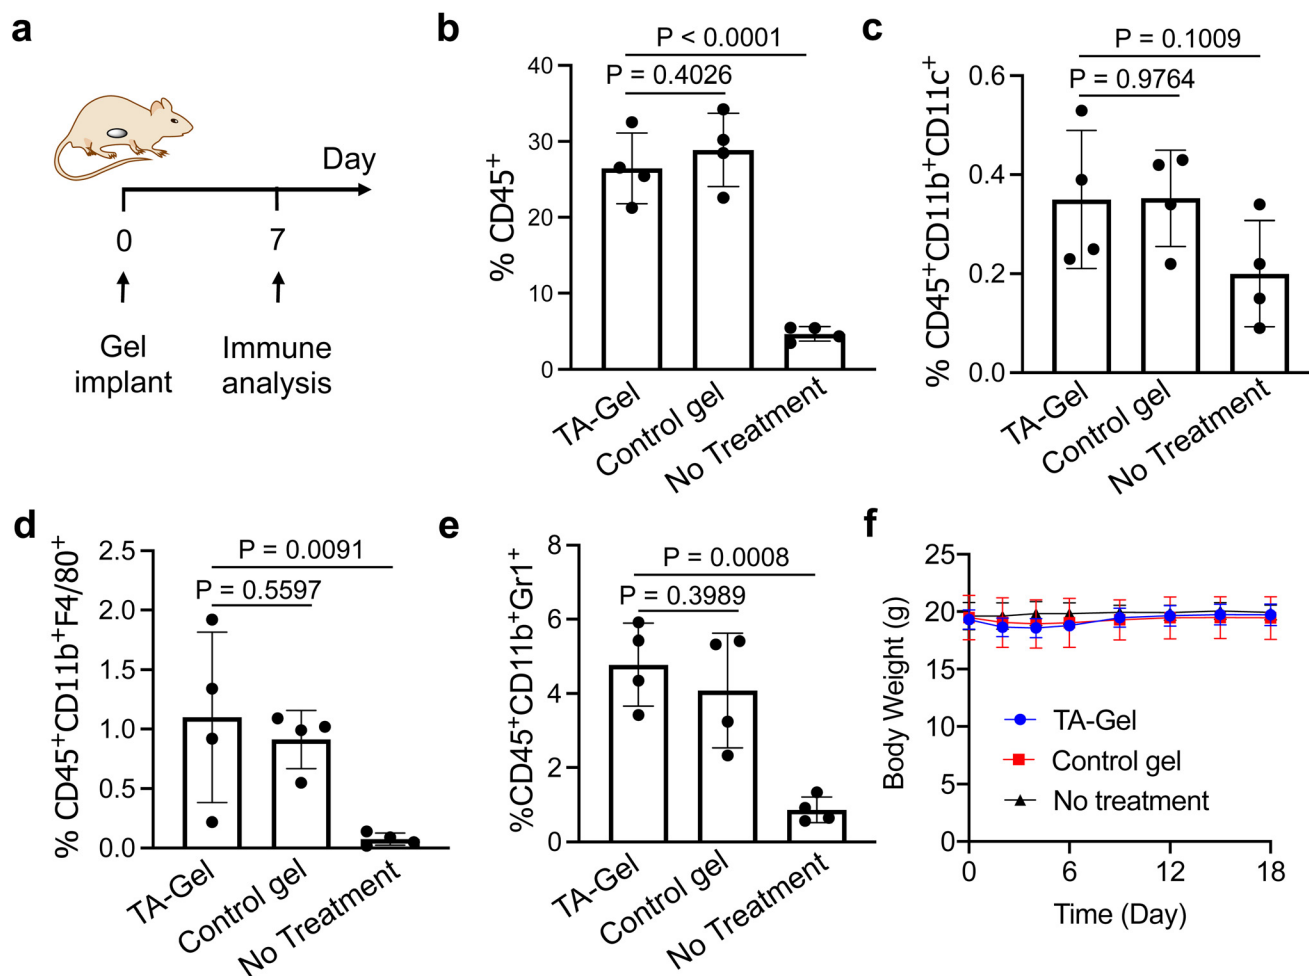 a
Day
0
7
Gel
implant
Immune
analysis
b
P < 0.0001
P = 0.4026
% CD45⁺
40
30
20
10
0
TA-Gel
Control gel
No Treatment
c
P = 0.1009
P = 0.9764
% CD45⁺CD11b⁺CD11c⁺
0.6
0.4
0.2
0.0
TA-Gel
Control gel
No Treatment
d
P = 0.0091
P = 0.5597
% CD45⁺CD11b⁺F4/80⁺
2.5
2.0
1.5
1.0
0.5
0.0
TA-Gel
Control gel
No Treatment
e
P = 0.0008
P = 0.3989
%CD45⁺CD11b⁺Gr1⁺
8
6
4
2
0
TA-Gel
Control gel
No Treatment
f
Body Weight (g)
25
20
15
10
5
0
TA-Gel
Control gel
No treatment
0
6
12
18
Time (Day)